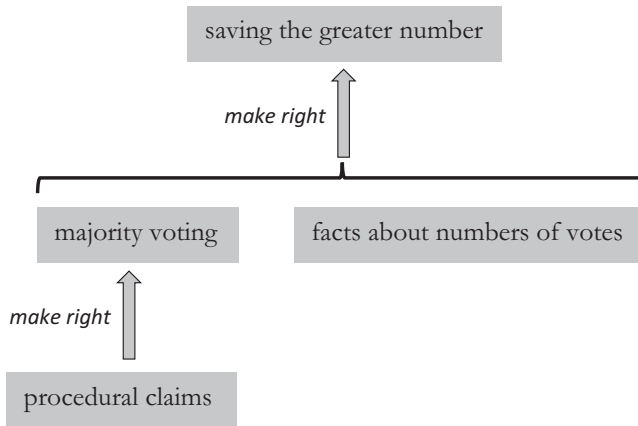 saving the greater number
make right
majority voting
facts about numbers of votes
make right
procedural claims